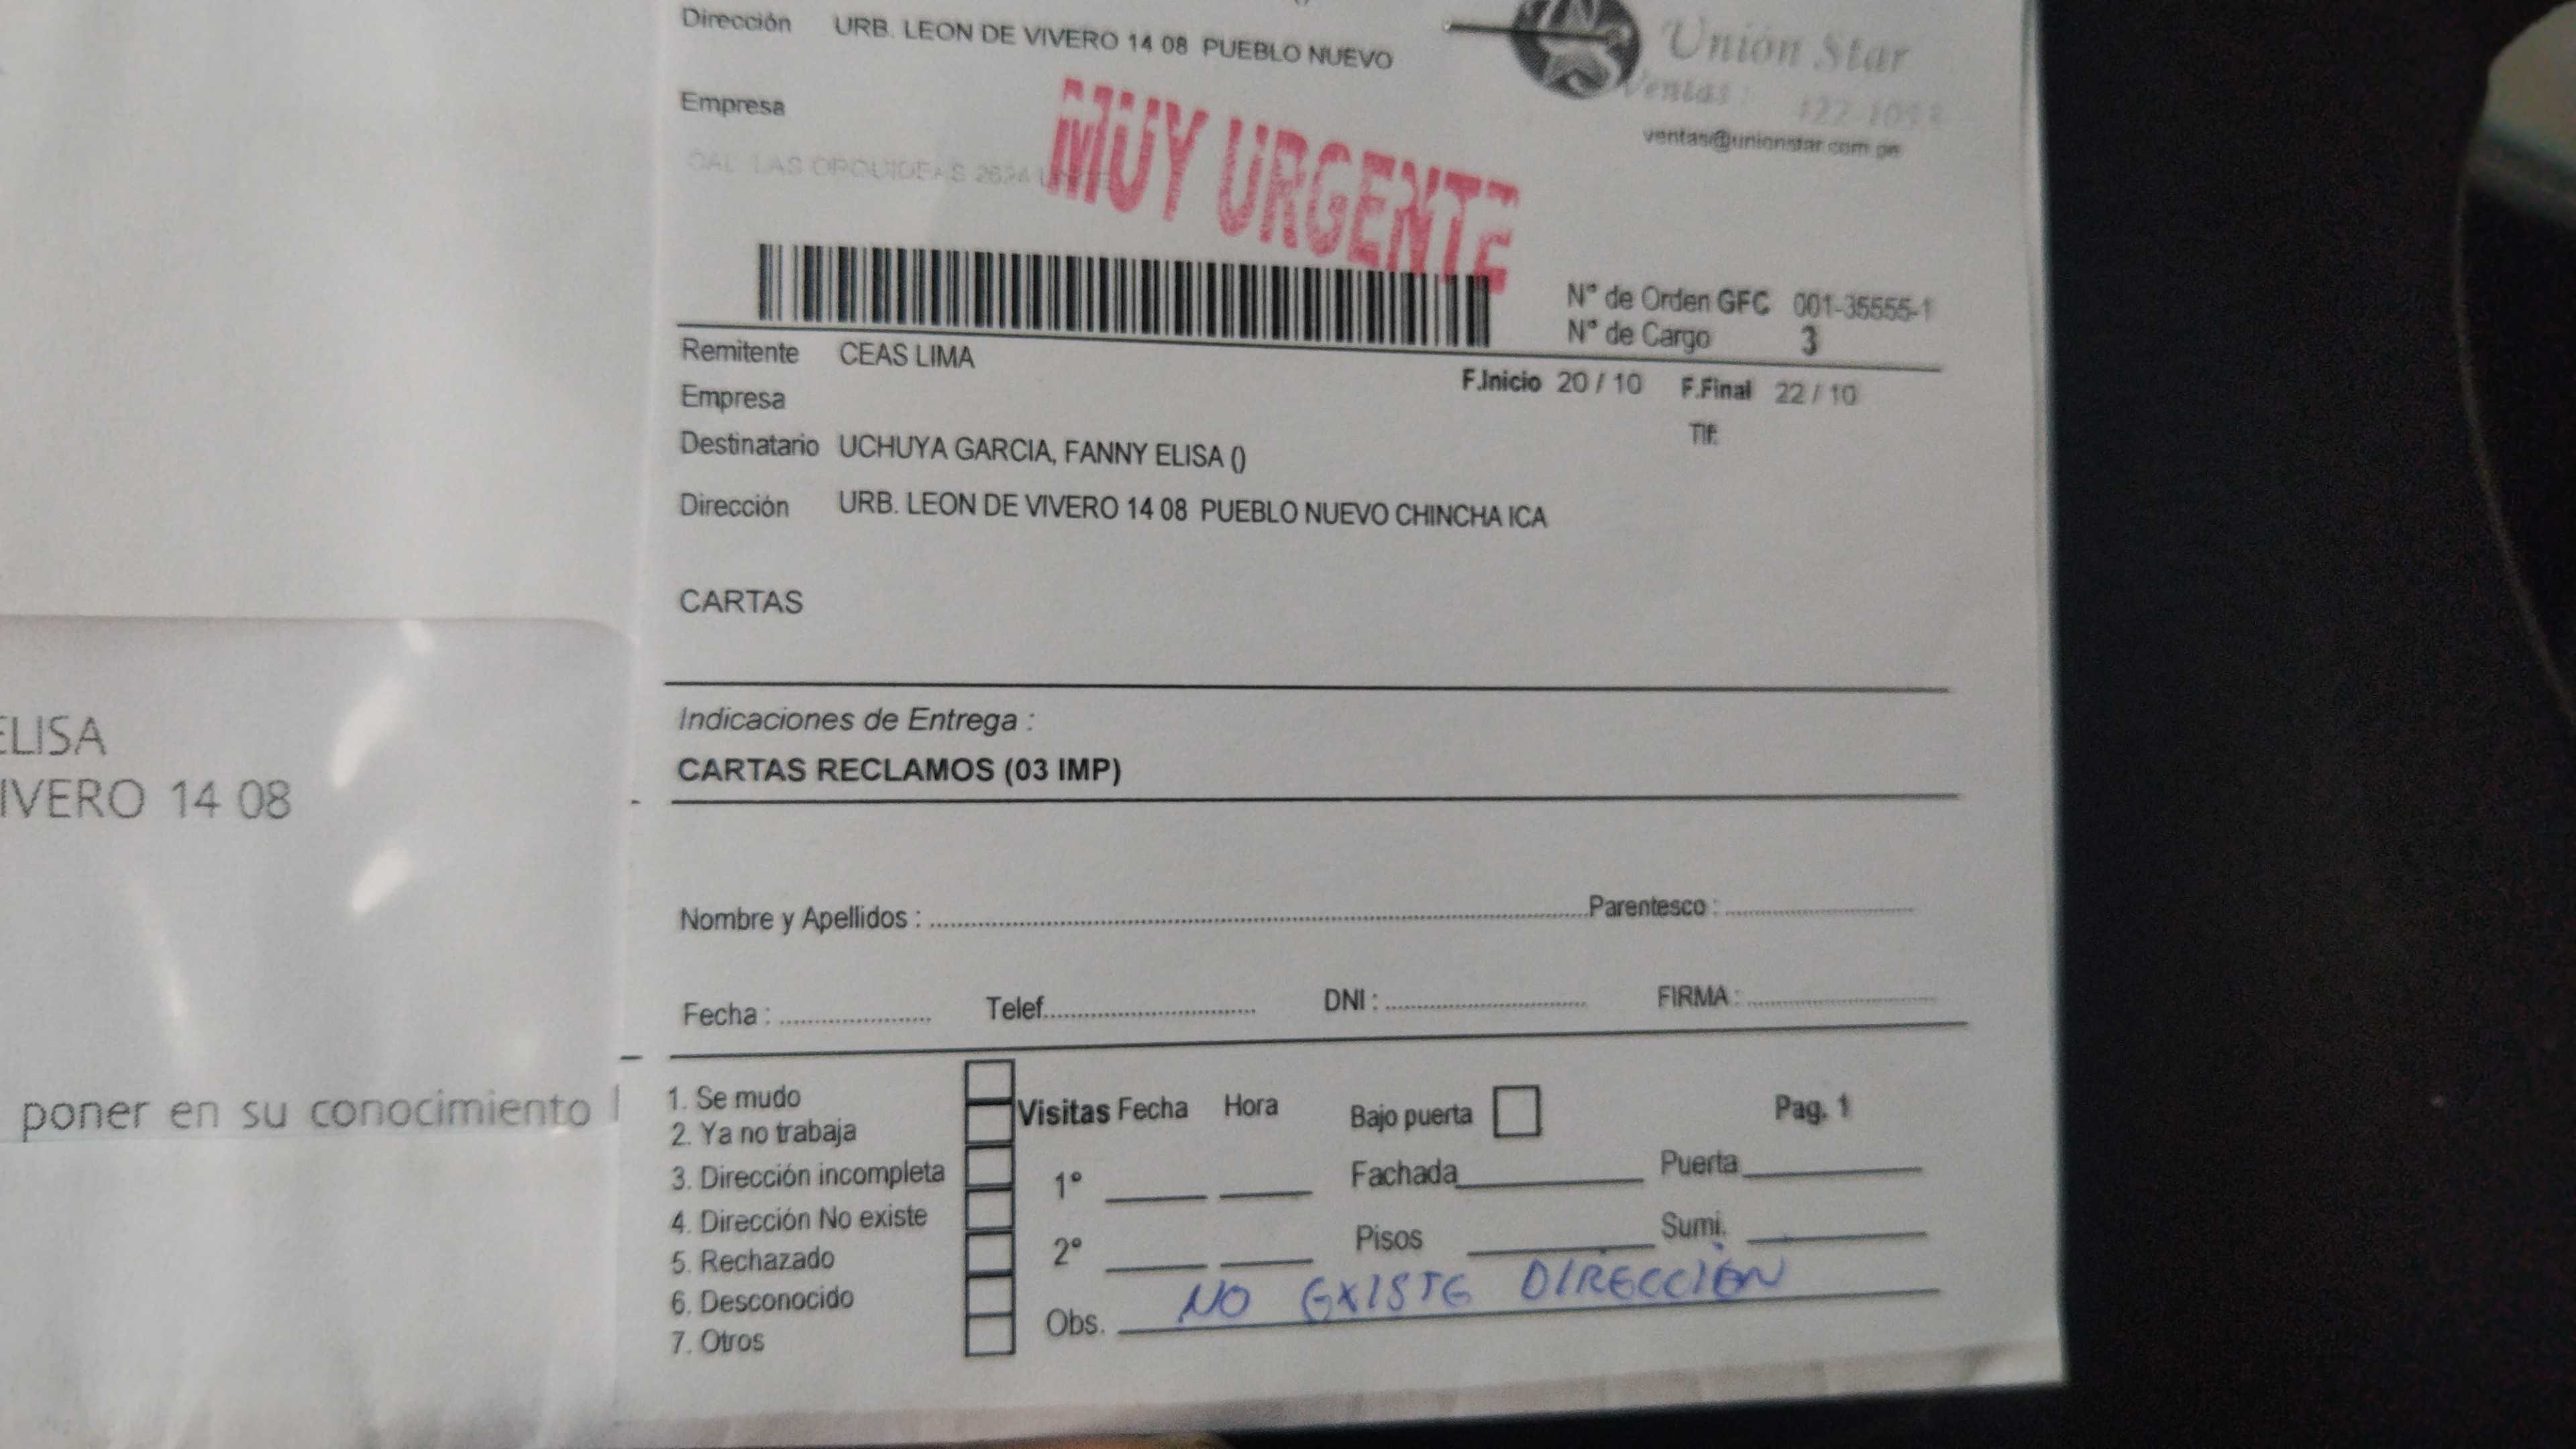 Dirección URB. LEON DE VIVERO 14 08 PUEBLO NUEVO
Unión Star
Ventas :
Empresa
ventas@unionstar.com.pe
CAL LAS ORQUIDEAS
MUY URGENTE
N° de Orden GFC 001-35555-1
N° de Cargo 3
Remitente CEAS LIMA
F.Inicio 20 / 10 F.Final 22 / 10
Empresa
Tlf:
Destinatario UCHUYA GARCIA, FANNY ELISA ()
Dirección URB. LEON DE VIVERO 14 08 PUEBLO NUEVO CHINCHA ICA
CARTAS
Indicaciones de Entrega :
CARTAS RECLAMOS (03 IMP)
ELISA
IVERO 14 08
Nombre y Apellidos : Parentesco :
Fecha : Telef. DNI : FIRMA :
poner en su conocimiento l
1. Se mudo
2. Ya no trabaja
3. Dirección incompleta
4. Dirección No existe
5. Rechazado
6. Desconocido
7. Otros
Visitas Fecha Hora Bajo puerta Pag. 1
1° Fachada Puerta
2° Pisos Sumi.
Obs. NO EXISTE DIRECCIÓN